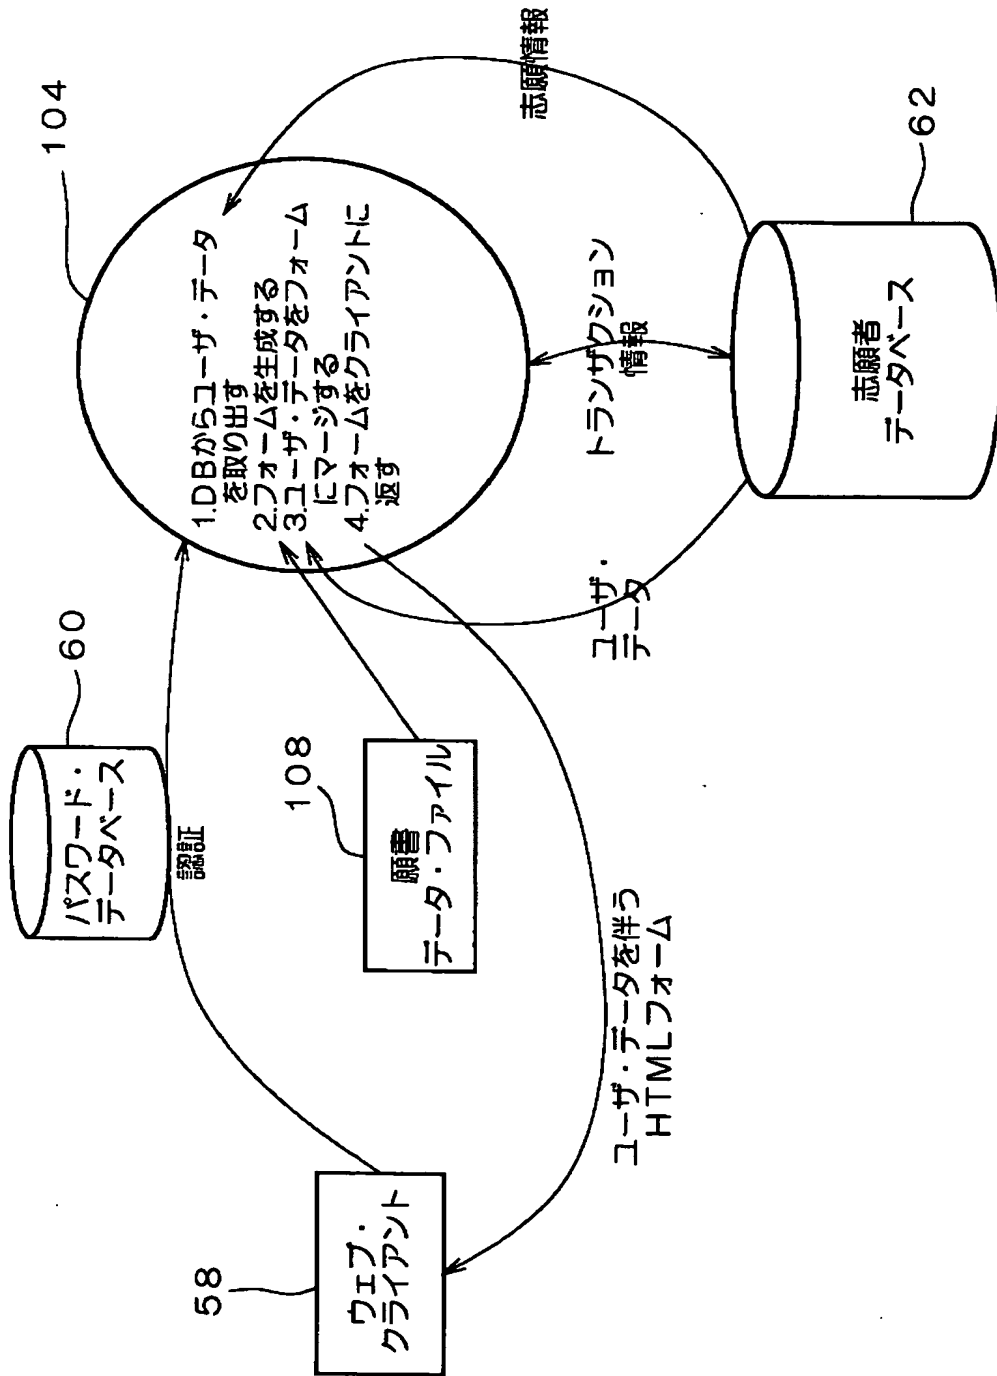 104
1.DBからユーザ・データ
を取り出す
2.フォームを生成する
3.ユーザ・データをフォーム
にマージする
4.フォームをクライアントに
返す
志願情報
60
パスワード・
データベース
認証
108
願書
データ・ファイル
58
ウェブ・
クライアント
ユーザ・データを伴う
HTMLフォーム
ユーザ・
データ
トランザクション
情報
62
志願者
データベース